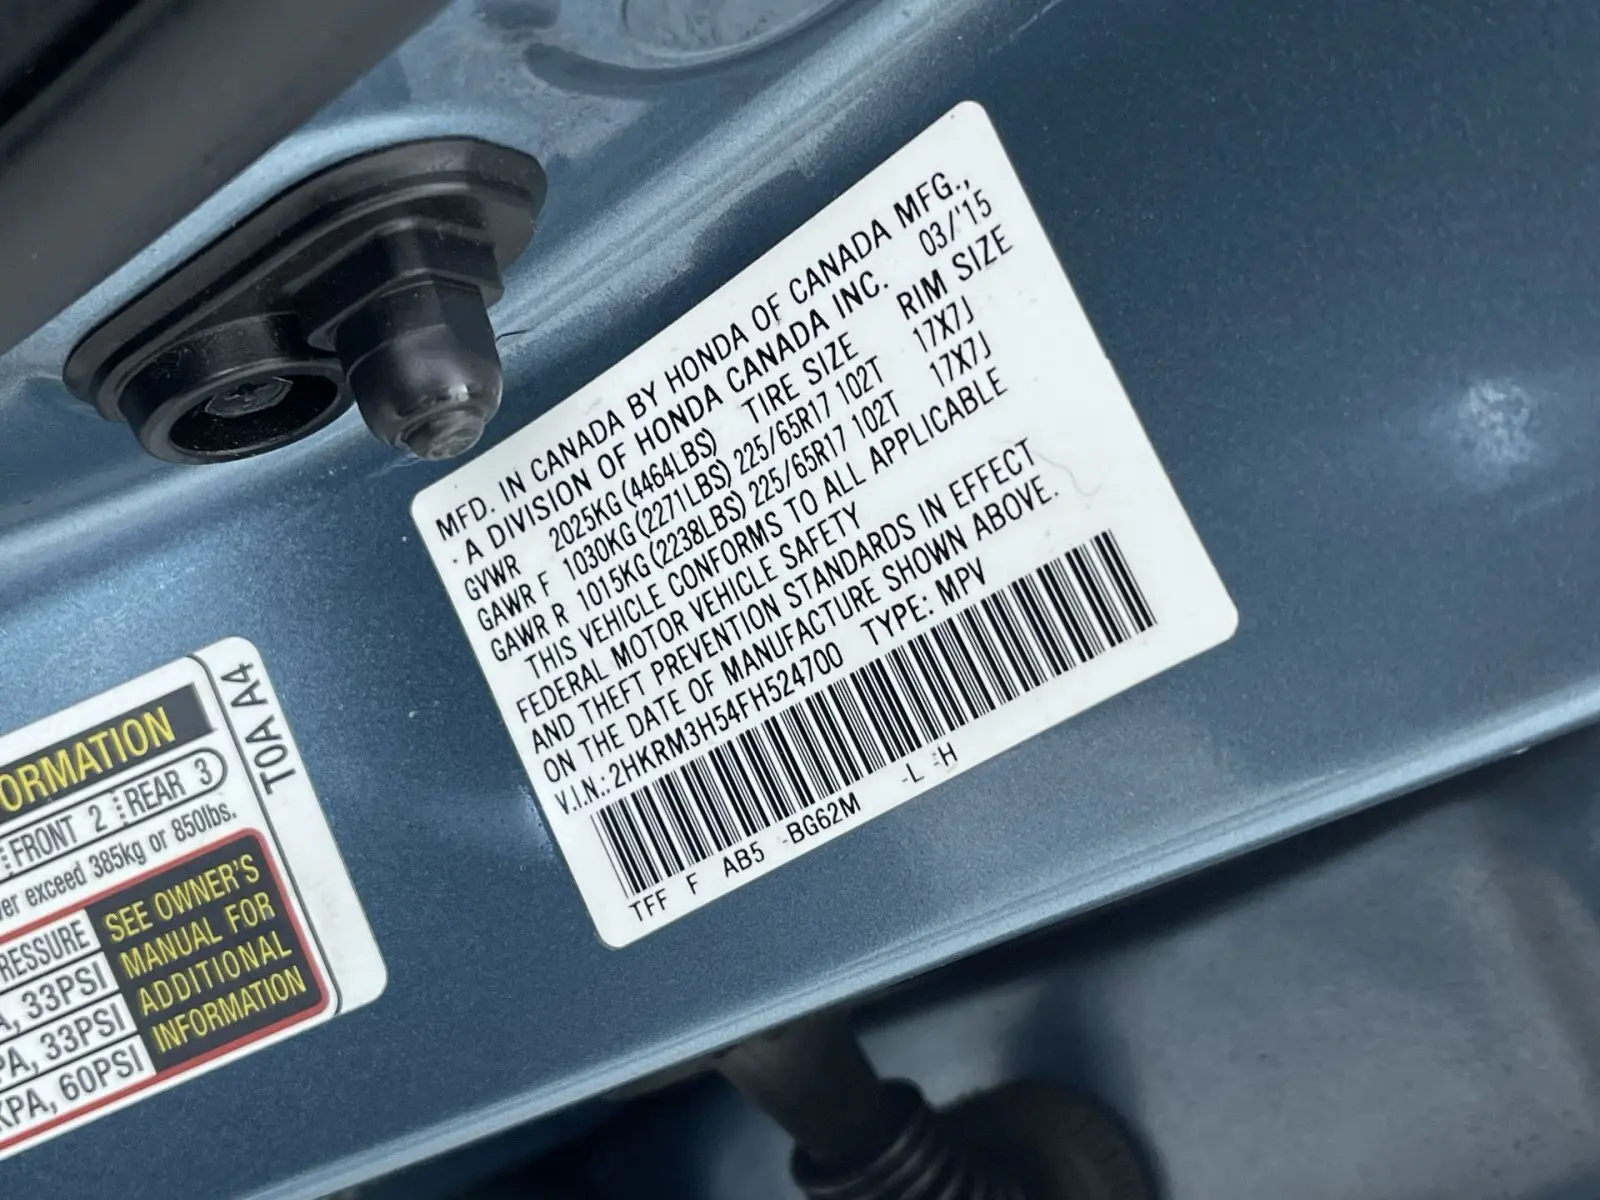 MFD. IN CANADA BY HONDA OF CANADA MFG.,
A DIVISION OF HONDA CANADA INC. 03/'15
GVWR 2025KG (4464LBS) TIRE SIZE RIM SIZE
GAWR F 1030KG (2271LBS) 225/65R17 102T 17X7J
GAWR R 1015KG (2238LBS) 225/65R17 102T 17X7J
THIS VEHICLE CONFORMS TO ALL APPLICABLE
FEDERAL MOTOR VEHICLE SAFETY
AND THEFT PREVENTION STANDARDS IN EFFECT
ON THE DATE OF MANUFACTURE SHOWN ABOVE.
V.I.N.: 2HKRM3H54FH524700 TYPE: MPV
TFF F AB5 -BG62M -L -H
ORMATION
FRONT 2 REAR 3
er exceed 385kg or 850lbs.
RESSURE
A, 33PSI
PA, 33PSI
KPA, 60PSI
SEE OWNER'S
MANUAL FOR
ADDITIONAL
INFORMATION
T0A A4